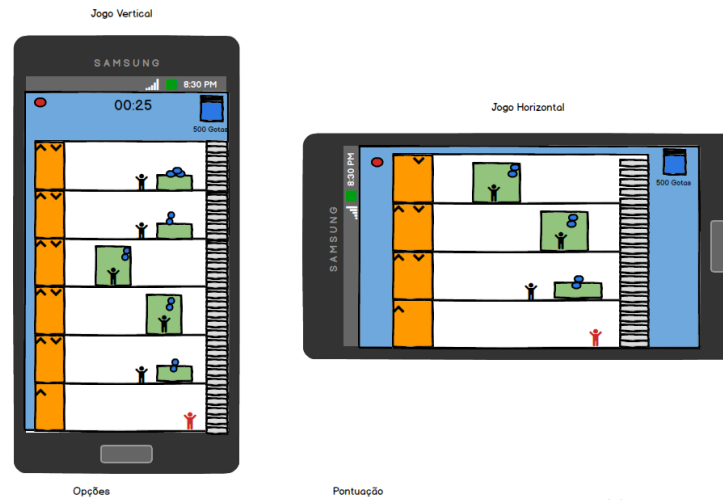 Jogo Vertical
SAMSUNG
8:30 PM
00:25
500 Gotas
Jogo Horizontal
8:30 PM
SAMSUNG
500 Gotas
Opções
Pontuação